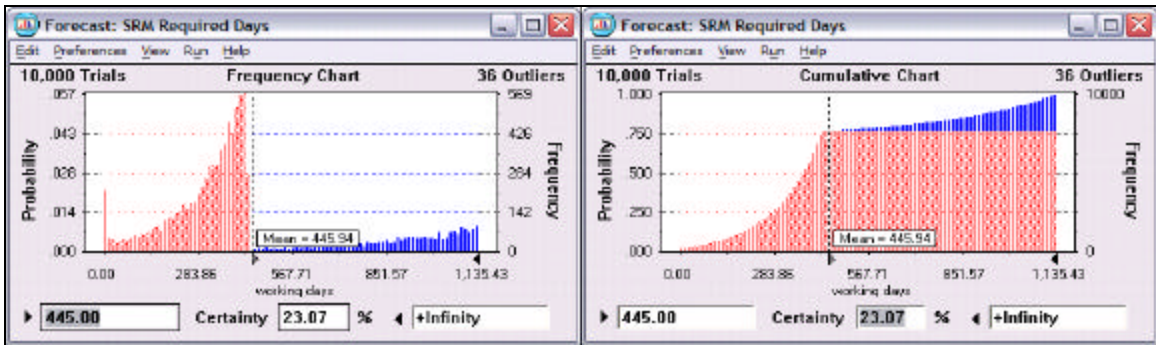 Forecast: SRM Required Days
Edit Preferences View Run Help
10,000 Trials Frequency Chart 36 Outliers
Probability
.057
.043
.028
.014
.000
569
426
284
142
0
Frequency
Mean = 445.94
0.00 283.86 567.71 851.57 1,135.43
working days
445.00 Certainty 23.07 % +Infinity
Forecast: SRM Required Days
Edit Preferences View Run Help
10,000 Trials Cumulative Chart 36 Outliers
Probability
1.000
.750
.500
.250
.000
10000
0
Frequency
Mean = 445.94
0.00 283.86 567.71 851.57 1,135.43
working days
445.00 Certainty 23.07 % +Infinity